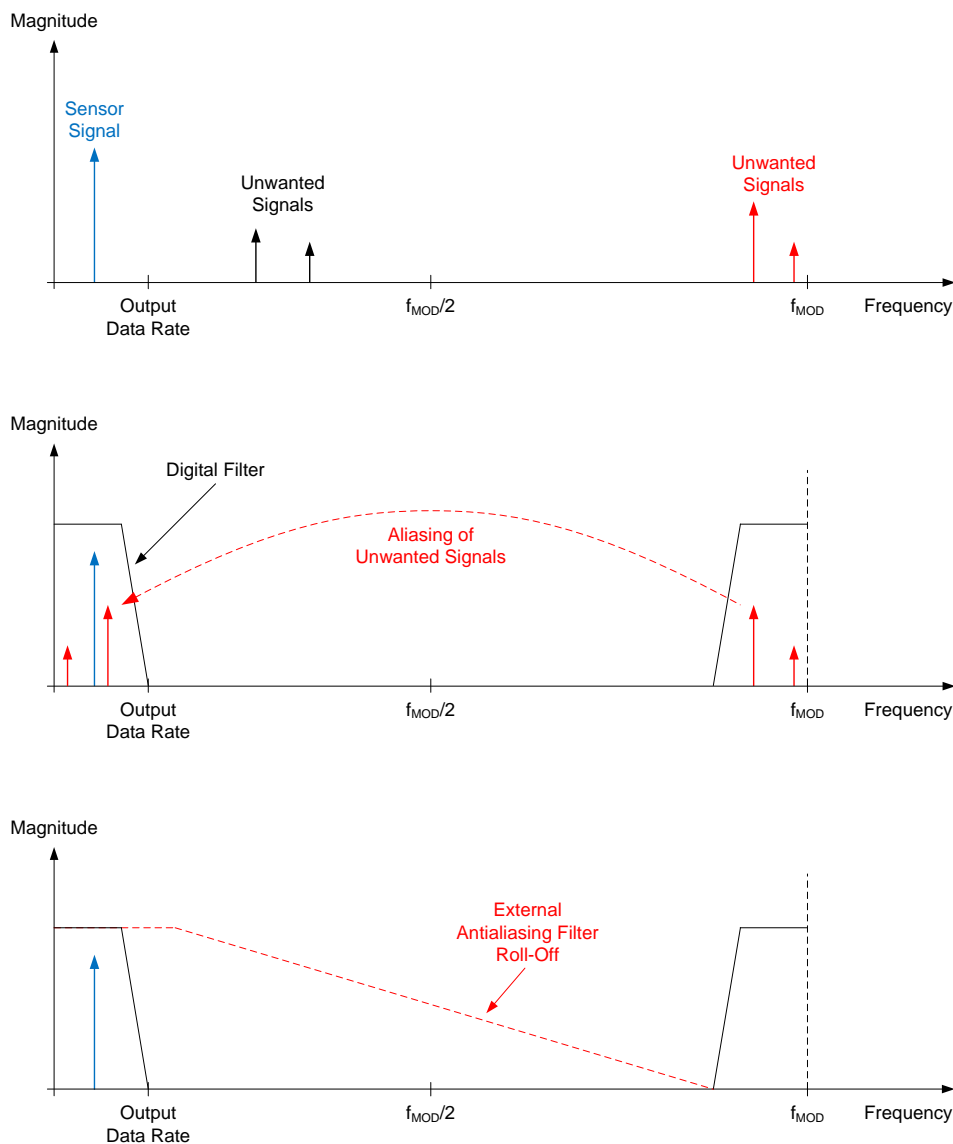 Magnitude
Sensor
Signal
Unwanted
Signals
Unwanted
Signals
Output
Data Rate
fMOD/2
fMOD
Frequency
Magnitude
Digital Filter
Aliasing of
Unwanted Signals
Output
Data Rate
fMOD/2
fMOD
Frequency
Magnitude
External
Antialiasing Filter
Roll-Off
Output
Data Rate
fMOD/2
fMOD
Frequency